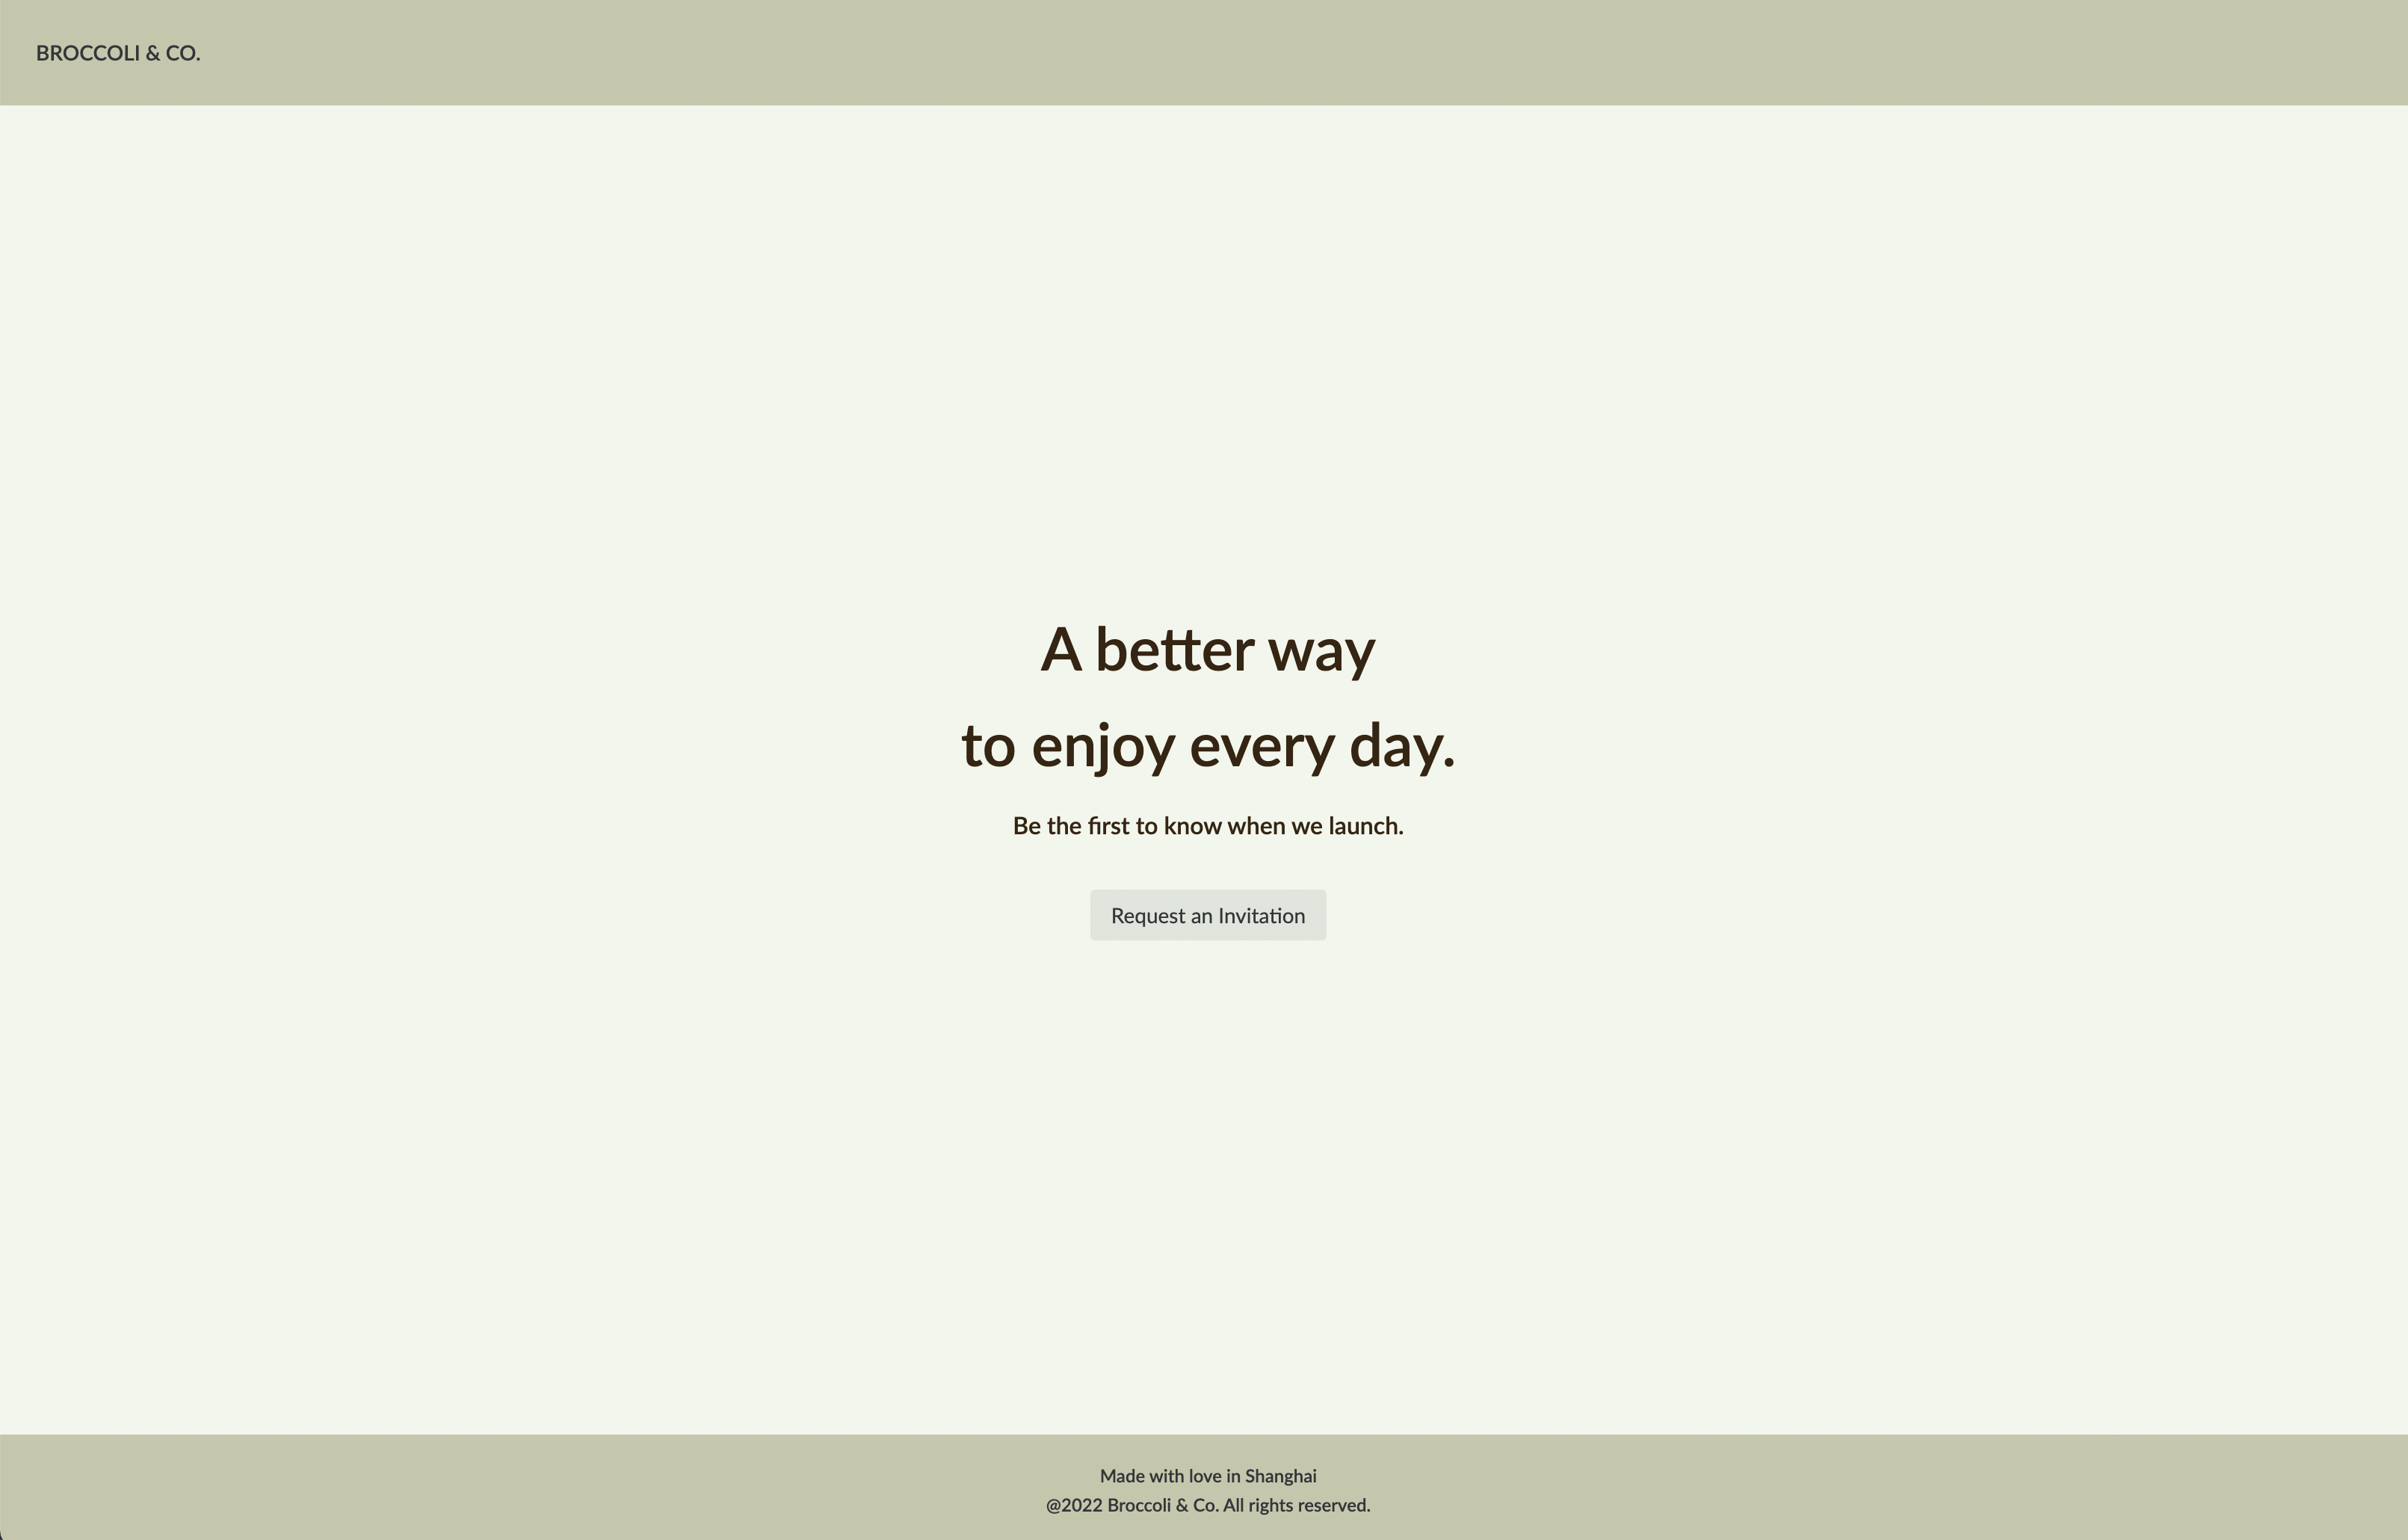 BROCCOLI & CO.
A better way
to enjoy every day.
Be the first to know when we launch.
Request an Invitation
Made with love in Shanghai
@2022 Broccoli & Co. All rights reserved.